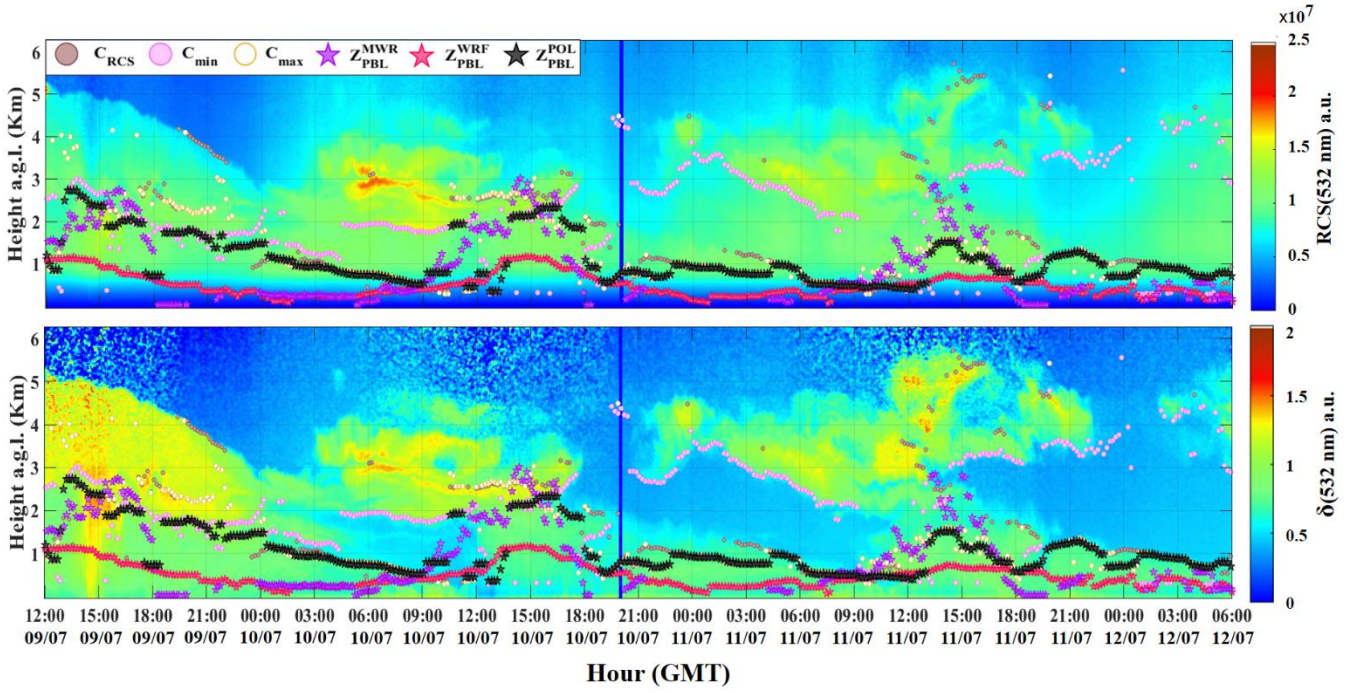 x10⁷
C_RCS C_min C_max Z_PBL^MWR Z_PBL^WRF Z_PBL^POL
Height a.g.l. (Km)
6
5
4
3
2
1
2.5
2
1.5
1
0.5
0
RCS(532 nm) a.u.
Height a.g.l. (Km)
6
5
4
3
2
1
2
1.5
1
0.5
0
δ(532 nm) a.u.
12:00 15:00 18:00 21:00 00:00 03:00 06:00 09:00 12:00 15:00 18:00 21:00 00:00 03:00 06:00 09:00 12:00 15:00 18:00 21:00 00:00 03:00 06:00
09/07 09/07 09/07 09/07 10/07 10/07 10/07 10/07 10/07 10/07 10/07 10/07 11/07 11/07 11/07 11/07 11/07 11/07 11/07 11/07 12/07 12/07 12/07
Hour (GMT)